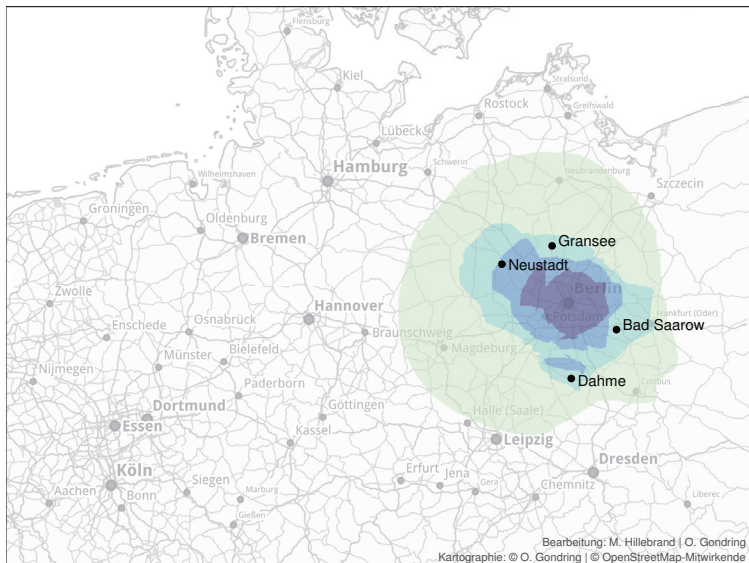 Flensburg
Kiel
Stralsund
Rostock
Greifswald
Lübeck
Hamburg
Schwerin
Neubrandenburg
Wilhelmshaven
Szczecin
Groningen
Oldenburg
Bremen
Gransee
Neustadt
Zwolle
Berlin
Hannover
Potsdam
Frankfurt (Oder)
Enschede
Osnabrück
Braunschweig
Bad Saarow
Münster
Bielefeld
Magdeburg
Nijmegen
Paderborn
Dahme
Cottbus
Dortmund
Göttingen
Halle (Saale)
Essen
Kassel
Leipzig
Dresden
Köln
Siegen
Erfurt
Jena
Aachen
Bonn
Marburg
Gera
Chemnitz
Liberec
Gießen
Bearbeitung: M. Hillebrand | O. Gondring
Kartographie: © O. Gondring | © OpenStreetMap-Mitwirkende